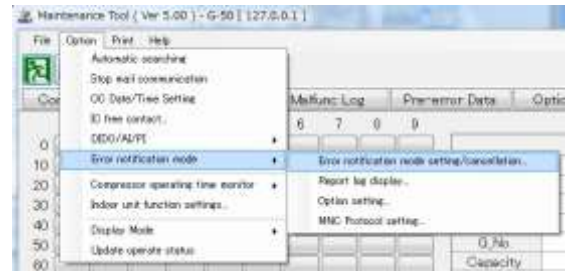 Maintenance Tool ( Ver 5.00 ) - G-50 [ 127.0.0.1 ]
File Option Print Help
Automatic searching
Stop mail communication
OC Date/Time Setting
IC free contact..
DIDO/AI/PI
Error notification mode
Compressor operating time monitor
Indoor unit function settings..
Display Mode
Update operate status
Error notification mode setting/cancellation..
Report log display..
Option setting..
MNC Protocol setting..
Malfunc Log Pre-error Data Optio
6 7 8 9
0
10
20
30
40
50
60
G.No
Capacity